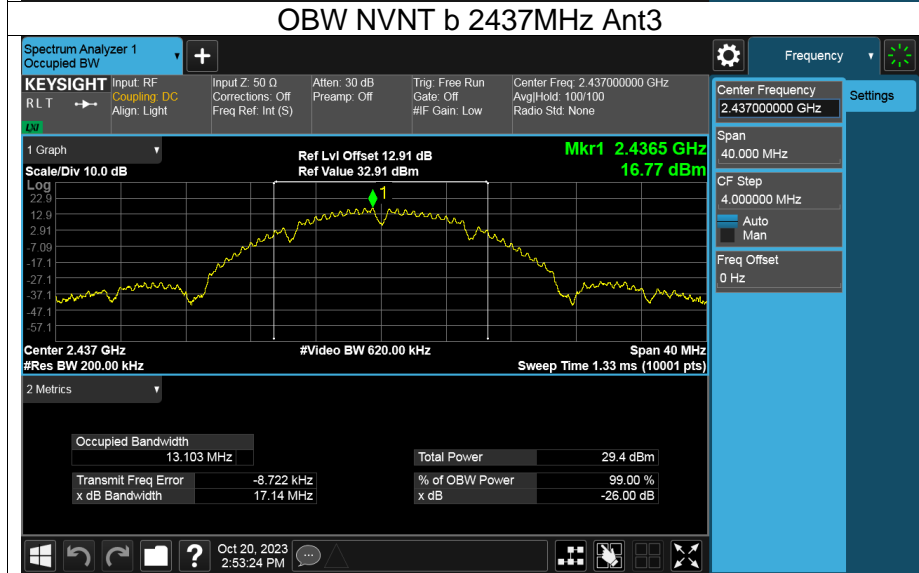 OBW NVNT b 2437MHz Ant3
Spectrum Analyzer 1
Occupied BW
+
Frequency
KEYSIGHT
RLT
LXI
Input: RF
Coupling: DC
Align: Light
Input Z: 50 Ω
Corrections: Off
Freq Ref: Int (S)
Atten: 30 dB
Preamp: Off
Trig: Free Run
Gate: Off
#IF Gain: Low
Center Freq: 2.437000000 GHz
Avg|Hold: 100/100
Radio Std: None
Center Frequency
2.437000000 GHz
Settings
Span
40.000 MHz
CF Step
4.000000 MHz
Auto
Man
Freq Offset
0 Hz
1 Graph
Scale/Div 10.0 dB
Ref Lvl Offset 12.91 dB
Ref Value 32.91 dBm
Mkr1 2.4365 GHz
16.77 dBm
Log
22.9
12.9
2.91
-7.09
-17.1
-27.1
-37.1
-47.1
-57.1
1
Center 2.437 GHz
#Res BW 200.00 kHz
#Video BW 620.00 kHz
Span 40 MHz
Sweep Time 1.33 ms (10001 pts)
2 Metrics
Occupied Bandwidth
13.103 MHz
Transmit Freq Error -8.722 kHz
x dB Bandwidth 17.14 MHz
Total Power 29.4 dBm
% of OBW Power 99.00 %
x dB -26.00 dB
?
Oct 20, 2023
2:53:24 PM